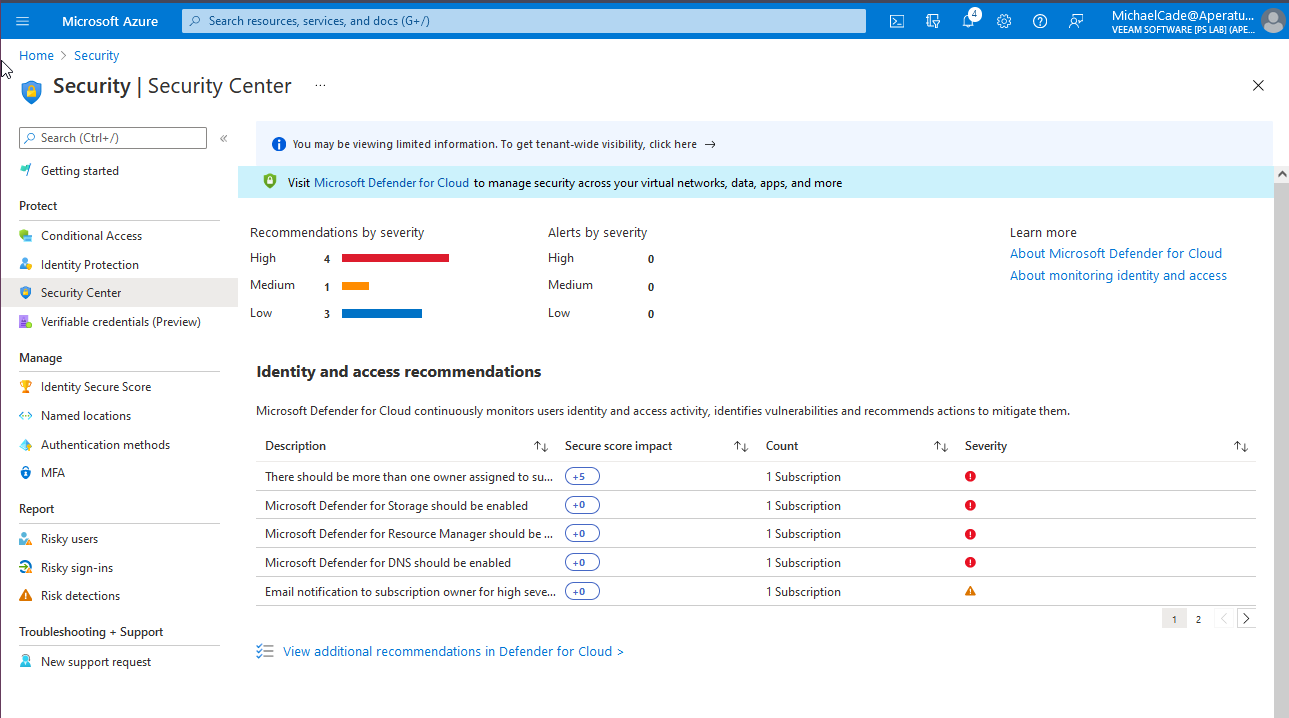 Microsoft Azure
Search resources, services, and docs (G+/)
4
MichaelCade@Aperatu...
VEEAM SOFTWARE [PS LAB] (APE...
Home > Security
Security | Security Center ...
Search (Ctrl+/)
«
Getting started
Protect
Conditional Access
Identity Protection
Security Center
Verifiable credentials (Preview)
Manage
Identity Secure Score
Named locations
Authentication methods
MFA
Report
Risky users
Risky sign-ins
Risk detections
Troubleshooting + Support
New support request
You may be viewing limited information. To get tenant-wide visibility, click here →
Visit Microsoft Defender for Cloud to manage security across your virtual networks, data, apps, and more
Recommendations by severity
High 4
Medium 1
Low 3
Alerts by severity
High 0
Medium 0
Low 0
Learn more
About Microsoft Defender for Cloud
About monitoring identity and access
Identity and access recommendations
Microsoft Defender for Cloud continuously monitors users identity and access activity, identifies vulnerabilities and recommends actions to mitigate them.
Description Secure score impact Count Severity
There should be more than one owner assigned to su... +5 1 Subscription
Microsoft Defender for Storage should be enabled +0 1 Subscription
Microsoft Defender for Resource Manager should be ... +0 1 Subscription
Microsoft Defender for DNS should be enabled +0 1 Subscription
Email notification to subscription owner for high seve... +0 1 Subscription
1 2 < >
View additional recommendations in Defender for Cloud >